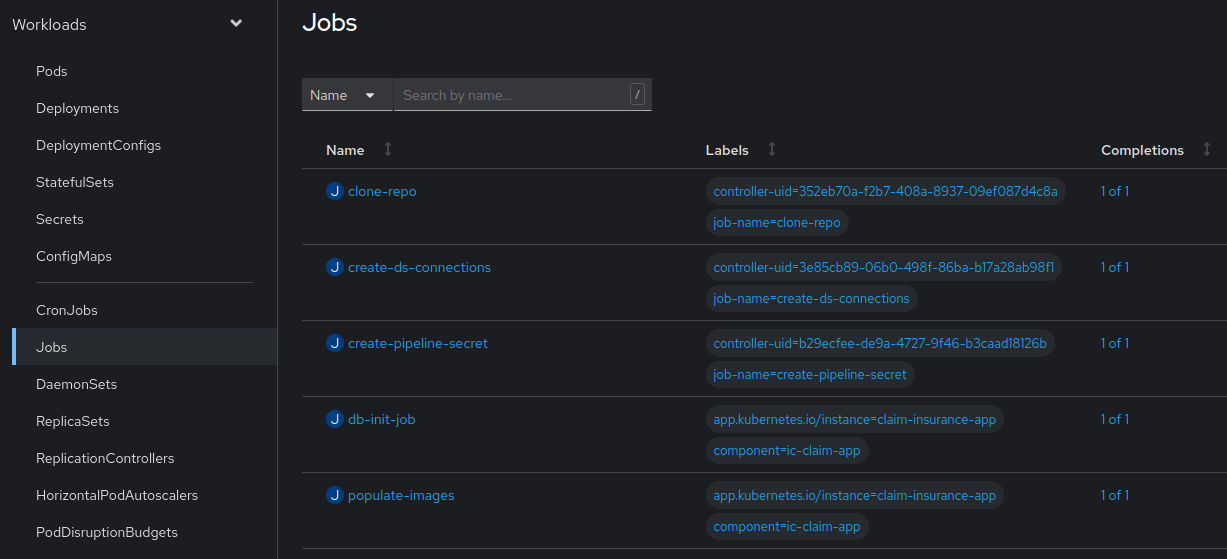 Workloads
Pods
Deployments
DeploymentConfigs
StatefulSets
Secrets
ConfigMaps
CronJobs
Jobs
DaemonSets
ReplicaSets
ReplicationControllers
HorizontalPodAutoscalers
PodDisruptionBudgets
Jobs
Name Search by name... /
Name Labels Completions
J clone-repo controller-uid=352eb70a-f2b7-408a-8937-09ef087d4c8a 1 of 1
job-name=clone-repo
J create-ds-connections controller-uid=3e85cb89-06b0-498f-86ba-b17a28ab98f1 1 of 1
job-name=create-ds-connections
J create-pipeline-secret controller-uid=b29ecfee-de9a-4727-9f46-b3caad18126b 1 of 1
job-name=create-pipeline-secret
J db-init-job app.kubernetes.io/instance=claim-insurance-app 1 of 1
component=ic-claim-app
J populate-images app.kubernetes.io/instance=claim-insurance-app 1 of 1
component=ic-claim-app